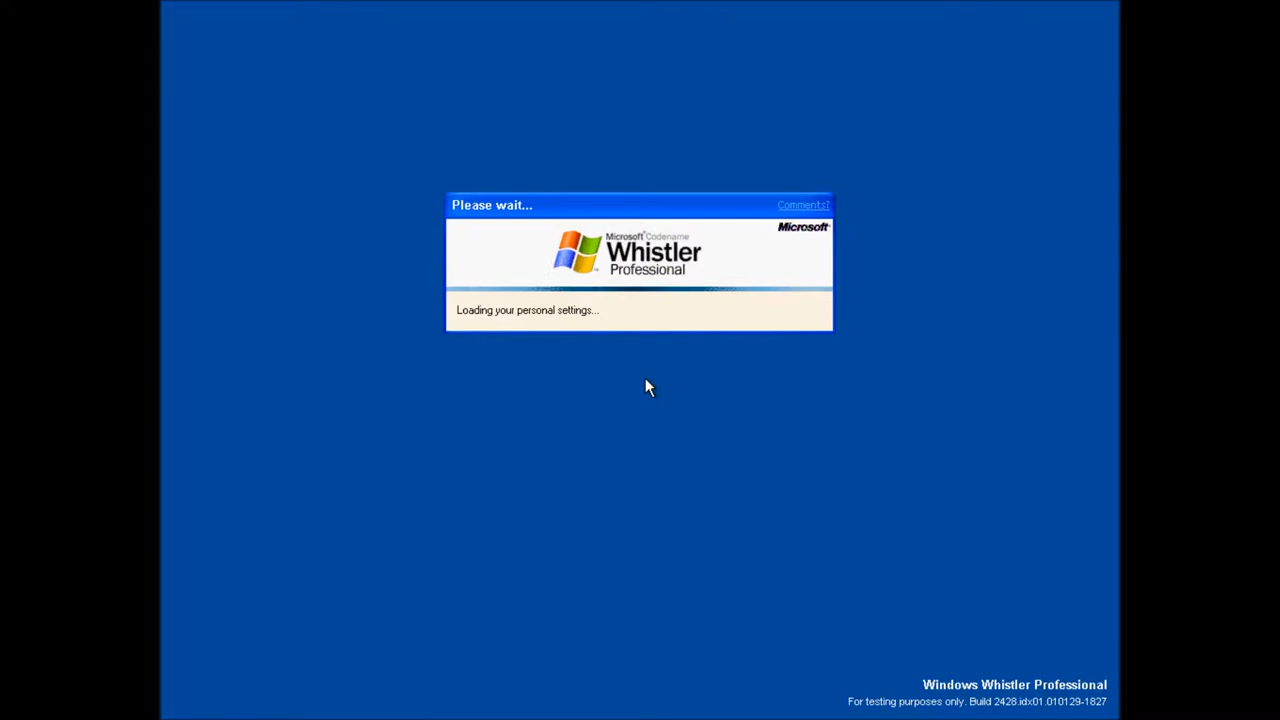 Please wait... Comments?
Microsoft
Microsoft® Codename
Whistler
Professional
Loading your personal settings...
Windows Whistler Professional
For testing purposes only. Build 2428.idx01.010129-1827